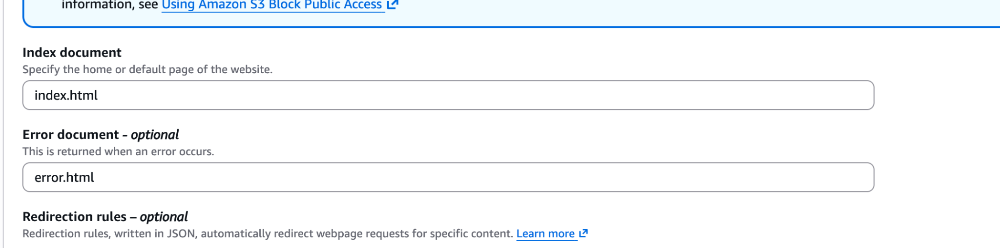 information, see Using Amazon S3 Block Public Access
Index document
Specify the home or default page of the website.
index.html
Error document - optional
This is returned when an error occurs.
error.html
Redirection rules – optional
Redirection rules, written in JSON, automatically redirect webpage requests for specific content. Learn more